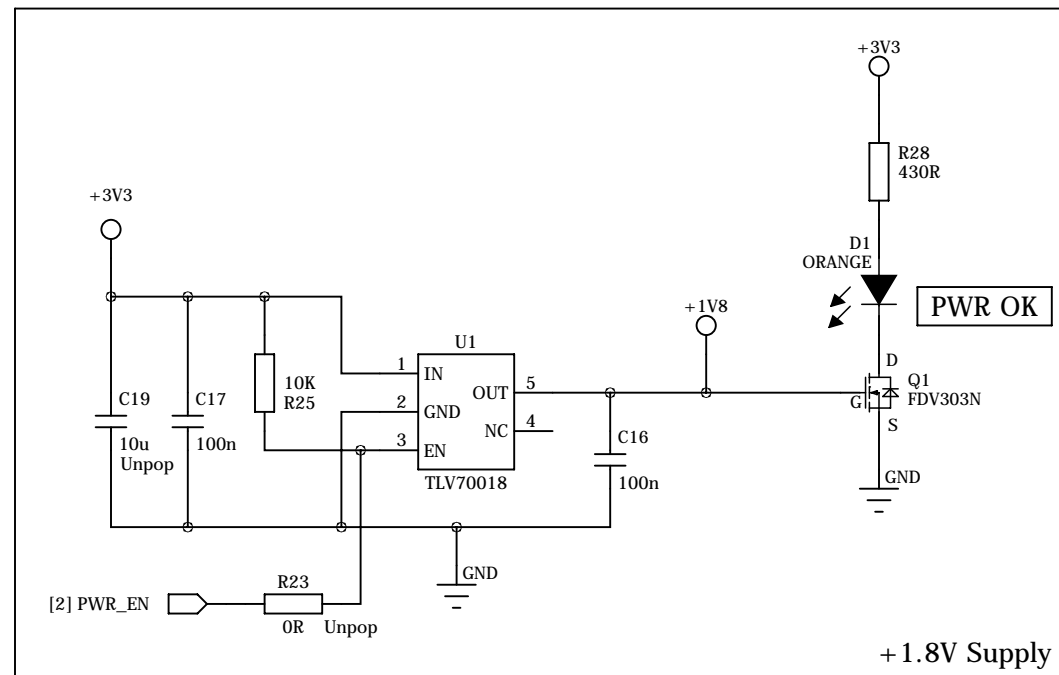 +3V3
R28
430R
+3V3
D1
ORANGE
+1V8
PWR OK
U1
1
IN
10K
R25
2
GND
OUT
5
D
Q1
FDV303N
G
S
C19
10u
Unpop
C17
100n
3
EN
NC
4
C16
100n
TLV70018
GND
GND
R23
[2] PWR_EN
0R
Unpop
+1.8V Supply